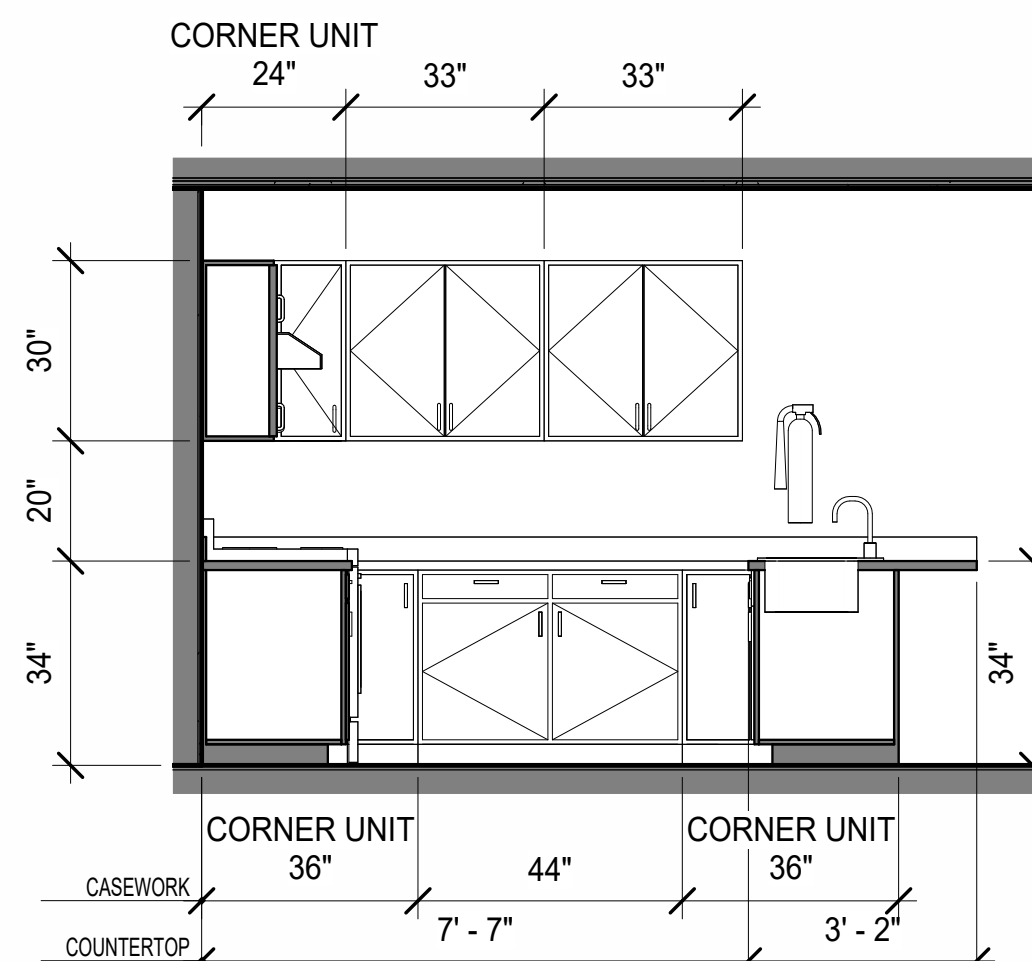 CORNER UNIT
24"
33"
33"
30"
20"
34"
34"
CORNER UNIT
36"
44"
CORNER UNIT
36"
CASEWORK
7' - 7"
3' - 2"
COUNTERTOP